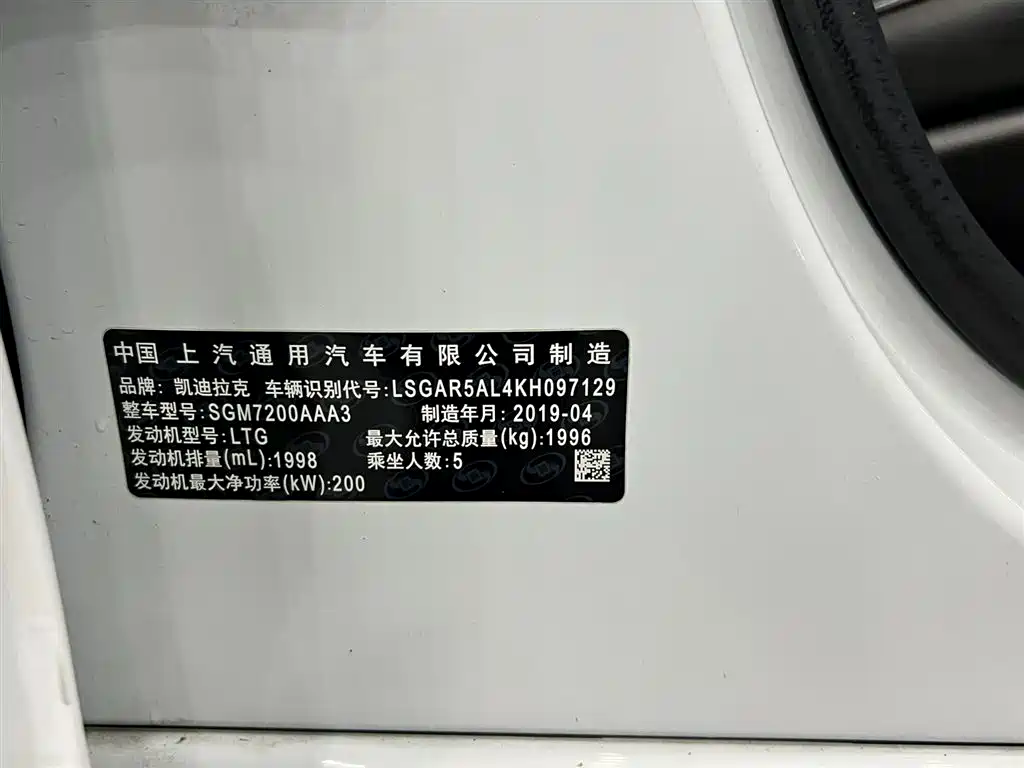 中国 上汽通用汽车有限公司制造
品牌: 凯迪拉克 车辆识别代号:LSGAR5AL4KH097129
整车型号:SGM7200AAA3 制造年月:2019-04
发动机型号:LTG 最大允许总质量(kg):1996
发动机排量(mL):1998 乘坐人数:5
发动机最大净功率(kW):200